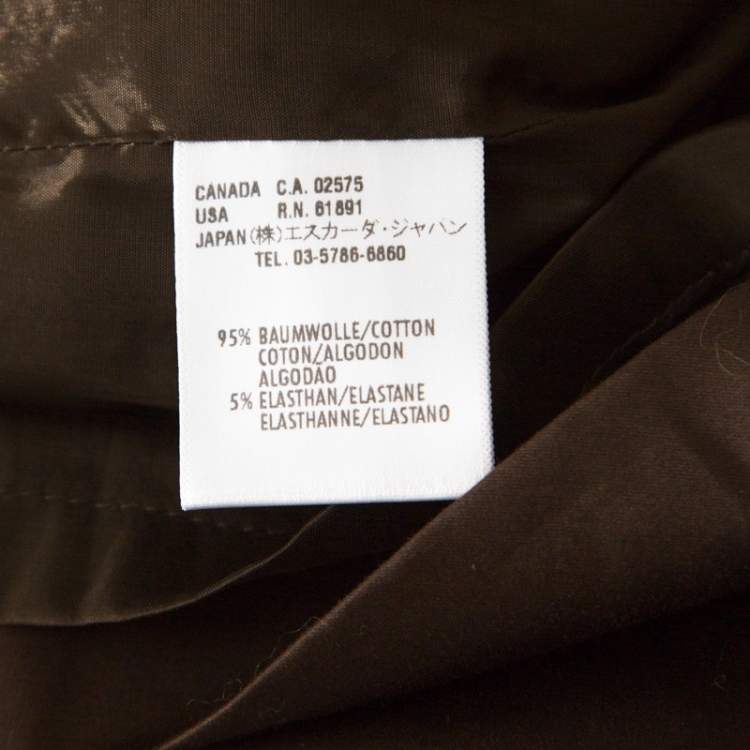 CANADA C.A. 02575
USA R.N. 61891
JAPAN(株)エスカーダ・ジャパン
TEL. 03-5786-6860
95% BAUMWOLLE/COTTON
COTON/ALGODON
ALGODAO
5% ELASTHAN/ELASTANE
ELASTHANNE/ELASTANO